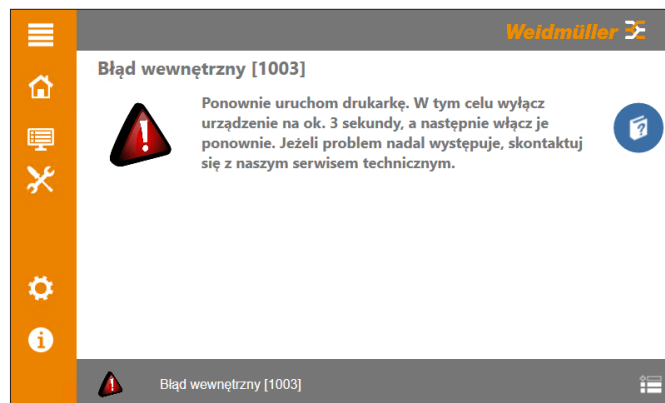 Weidmüller
Błąd wewnętrzny [1003]
Ponownie uruchom drukarkę. W tym celu wyłącz
urządzenie na ok. 3 sekundy, a następnie włącz je
ponownie. Jeżeli problem nadal występuje, skontaktuj
się z naszym serwisem technicznym.
Błąd wewnętrzny [1003]